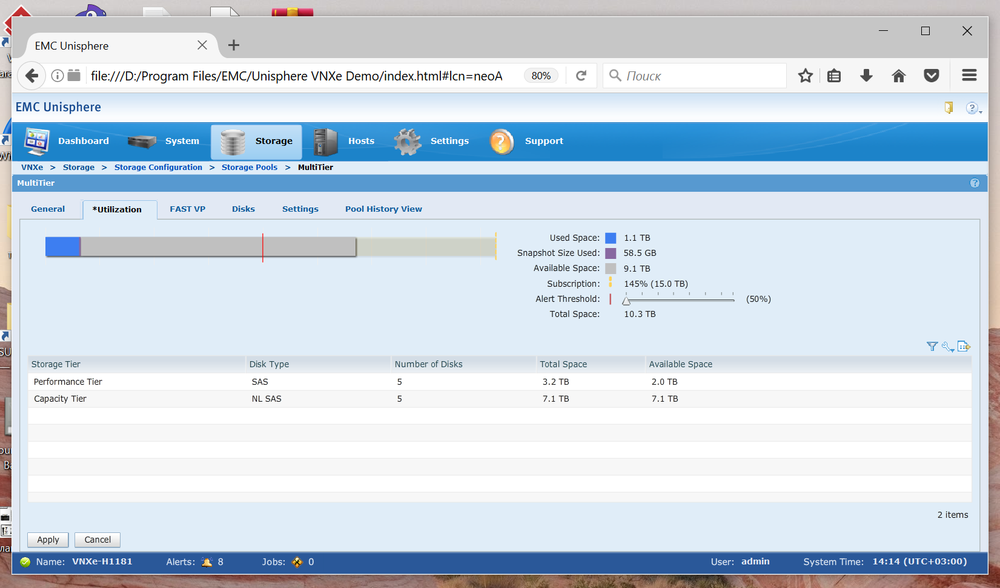 EMC Unisphere
file:///D:/Program Files/EMC/Unisphere VNXe Demo/index.html#lcn=neoA 80% Поиск
EMC Unisphere
Dashboard System Storage Hosts Settings Support
VNXe > Storage > Storage Configuration > Storage Pools > MultiTier
MultiTier
General *Utilization FAST VP Disks Settings Pool History View
Used Space: 1.1 TB
Snapshot Size Used: 58.5 GB
Available Space: 9.1 TB
Subscription: 145% (15.0 TB)
Alert Threshold: (50%)
Total Space: 10.3 TB
Storage Tier Disk Type Number of Disks Total Space Available Space
Performance Tier SAS 5 3.2 TB 2.0 TB
Capacity Tier NL SAS 5 7.1 TB 7.1 TB
2 items
Apply Cancel
Name: VNXe-H1181 Alerts: 8 Jobs: 0 User: admin System Time: 14:14 (UTC+03:00)